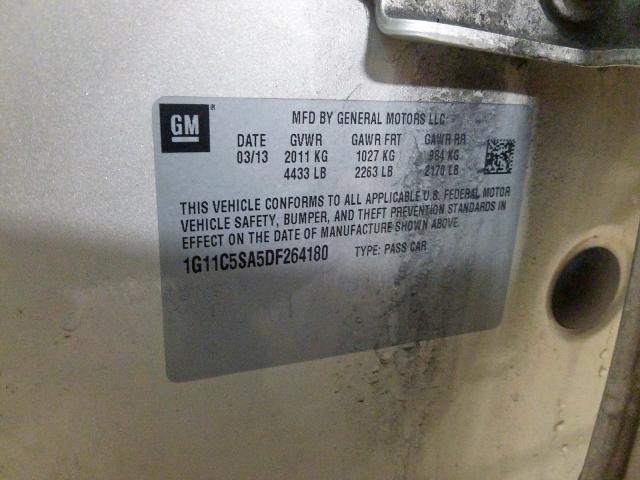 GM®
MFD BY GENERAL MOTORS LLC
DATE GVWR GAWR FRT GAWR RR
03/13 2011 KG 1027 KG 984 KG
4433 LB 2263 LB 2170 LB
THIS VEHICLE CONFORMS TO ALL APPLICABLE U.S. FEDERAL MOTOR
VEHICLE SAFETY, BUMPER, AND THEFT PREVENTION STANDARDS IN
EFFECT ON THE DATE OF MANUFACTURE SHOWN ABOVE.
1G11C5SA5DF264180 TYPE: PASS CAR